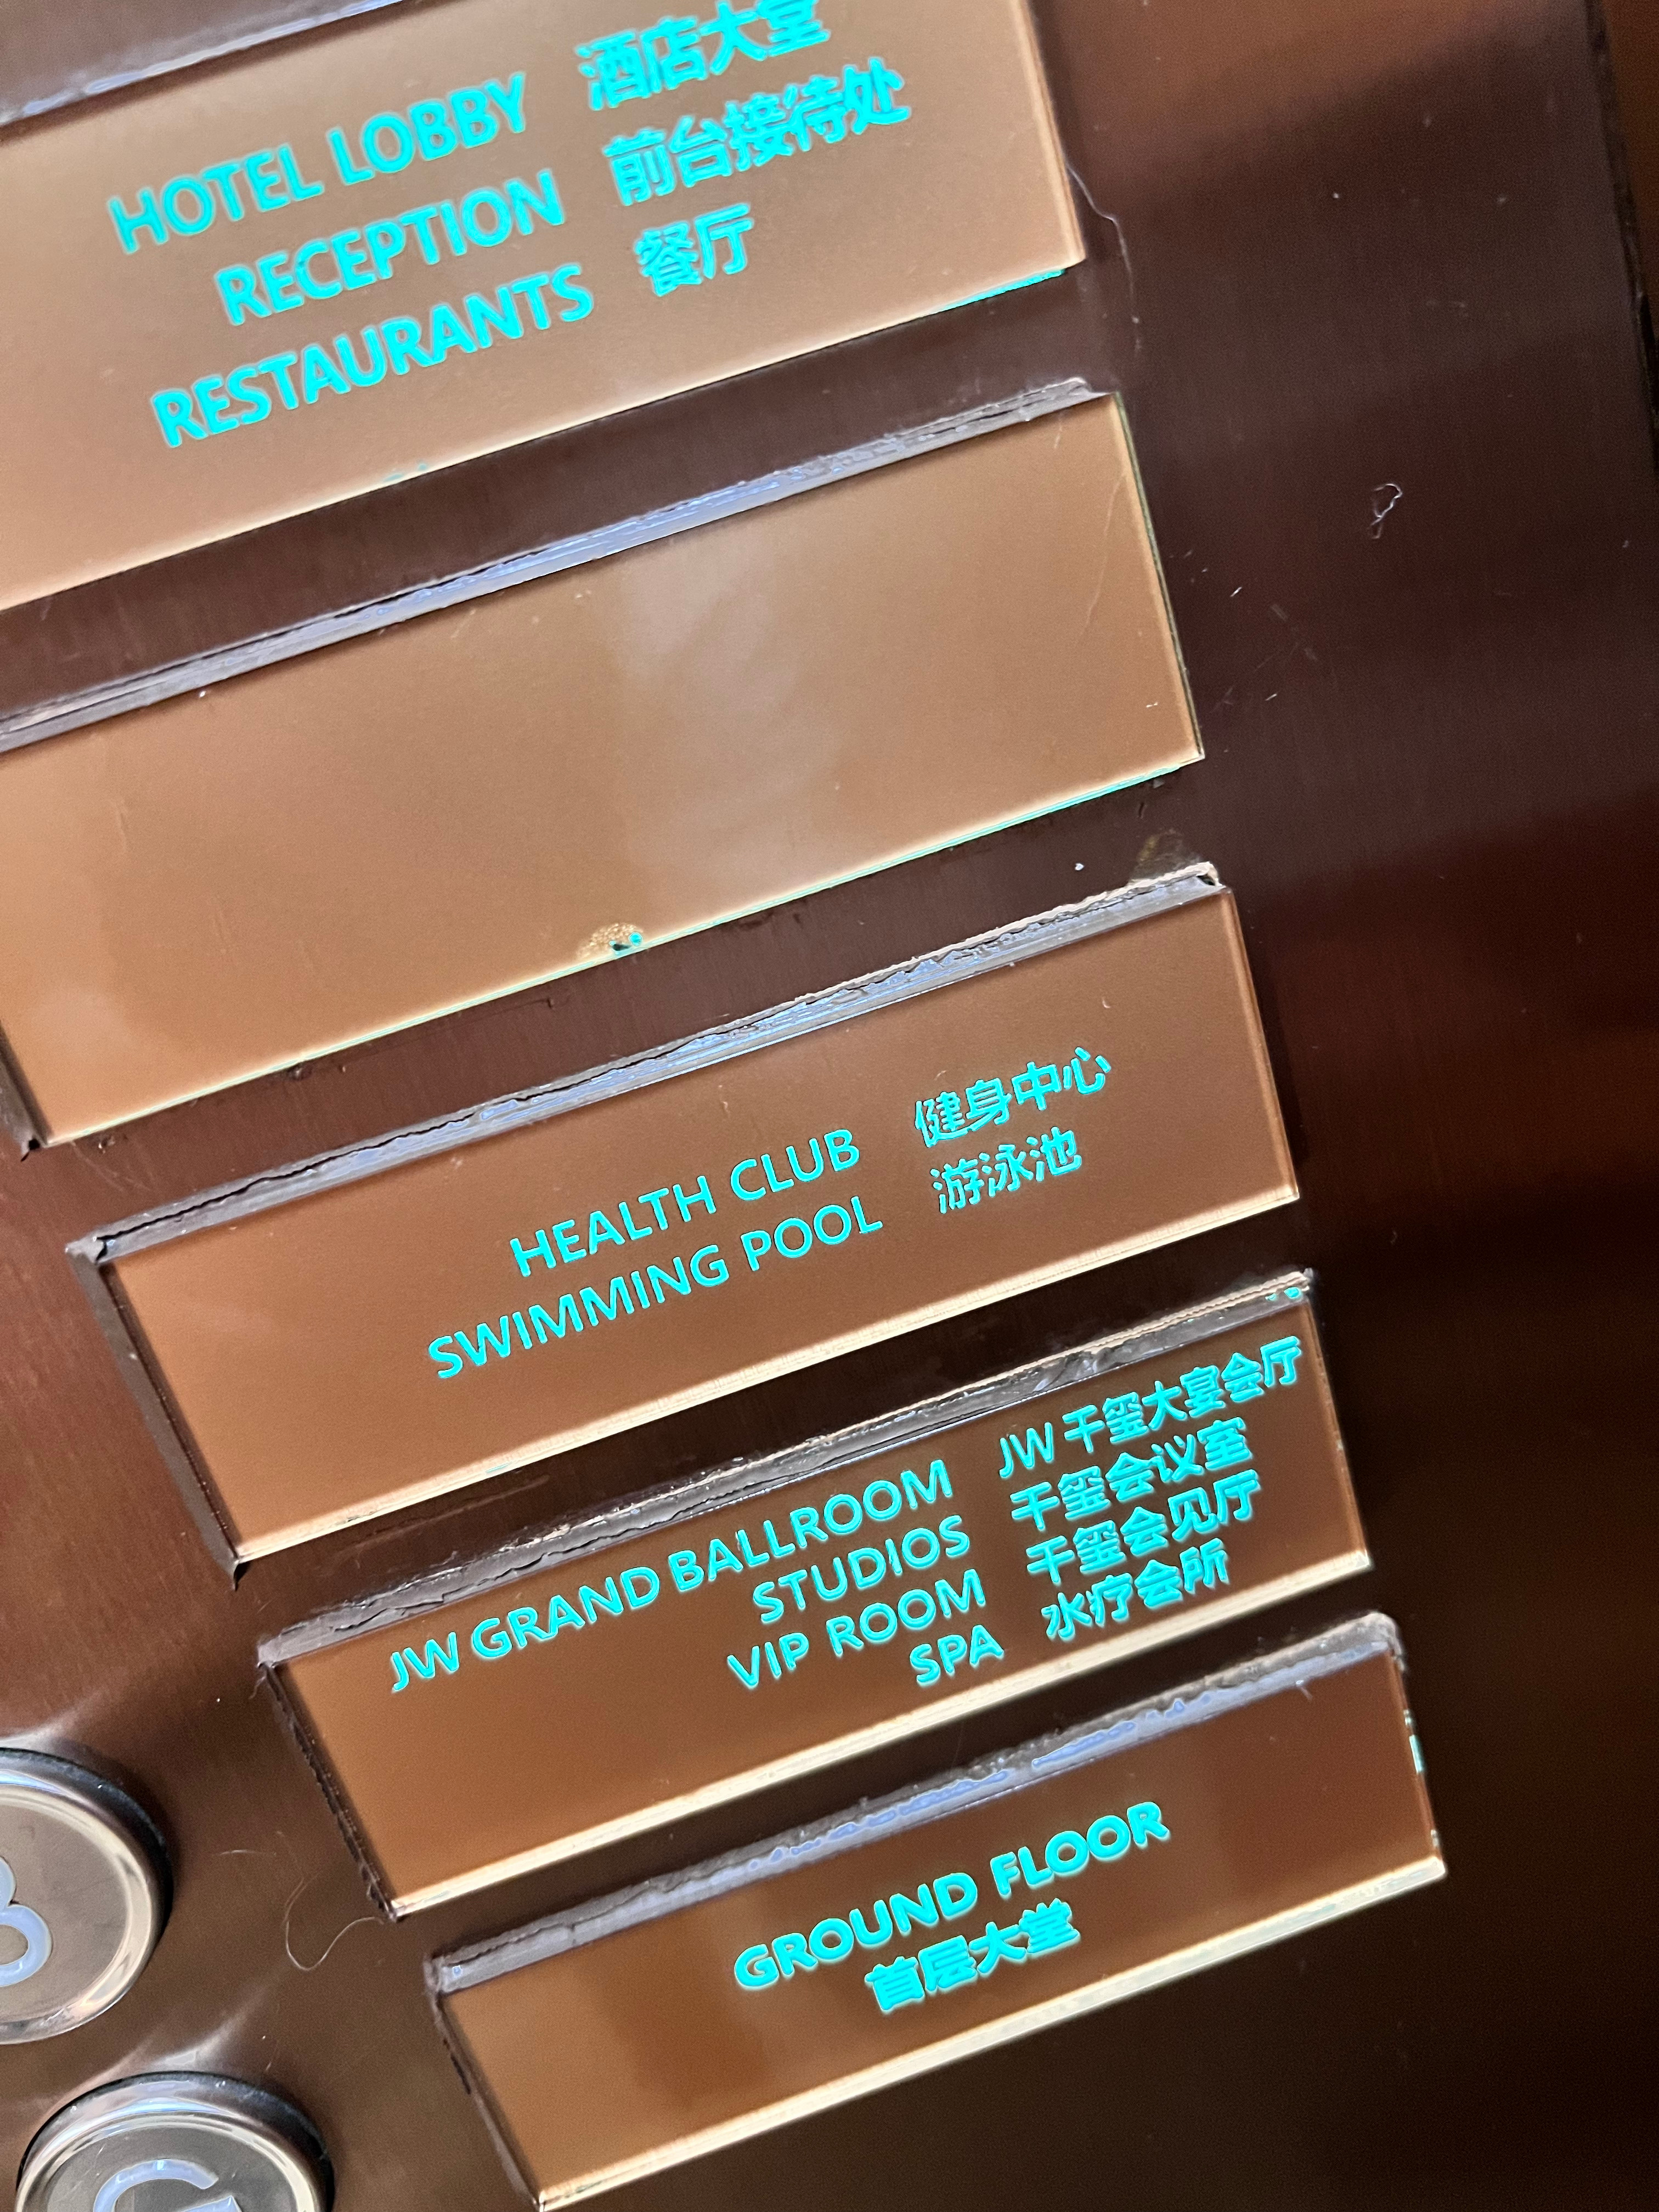 HOTEL LOBBY 酒店大堂
RECEPTION 前台接待处
RESTAURANTS 餐厅
HEALTH CLUB 健身中心
SWIMMING POOL 游泳池
JW GRAND BALLROOM JW 千玺大宴会厅
STUDIOS 千玺会议室
VIP ROOM 千玺会见厅
SPA 水疗会所
GROUND FLOOR
首层大堂
G